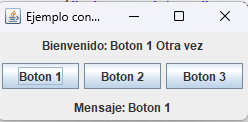 Ejemplo con...
Bienvenido: Boton 1 Otra vez
Boton 1 Boton 2 Boton 3
Mensaje: Boton 1